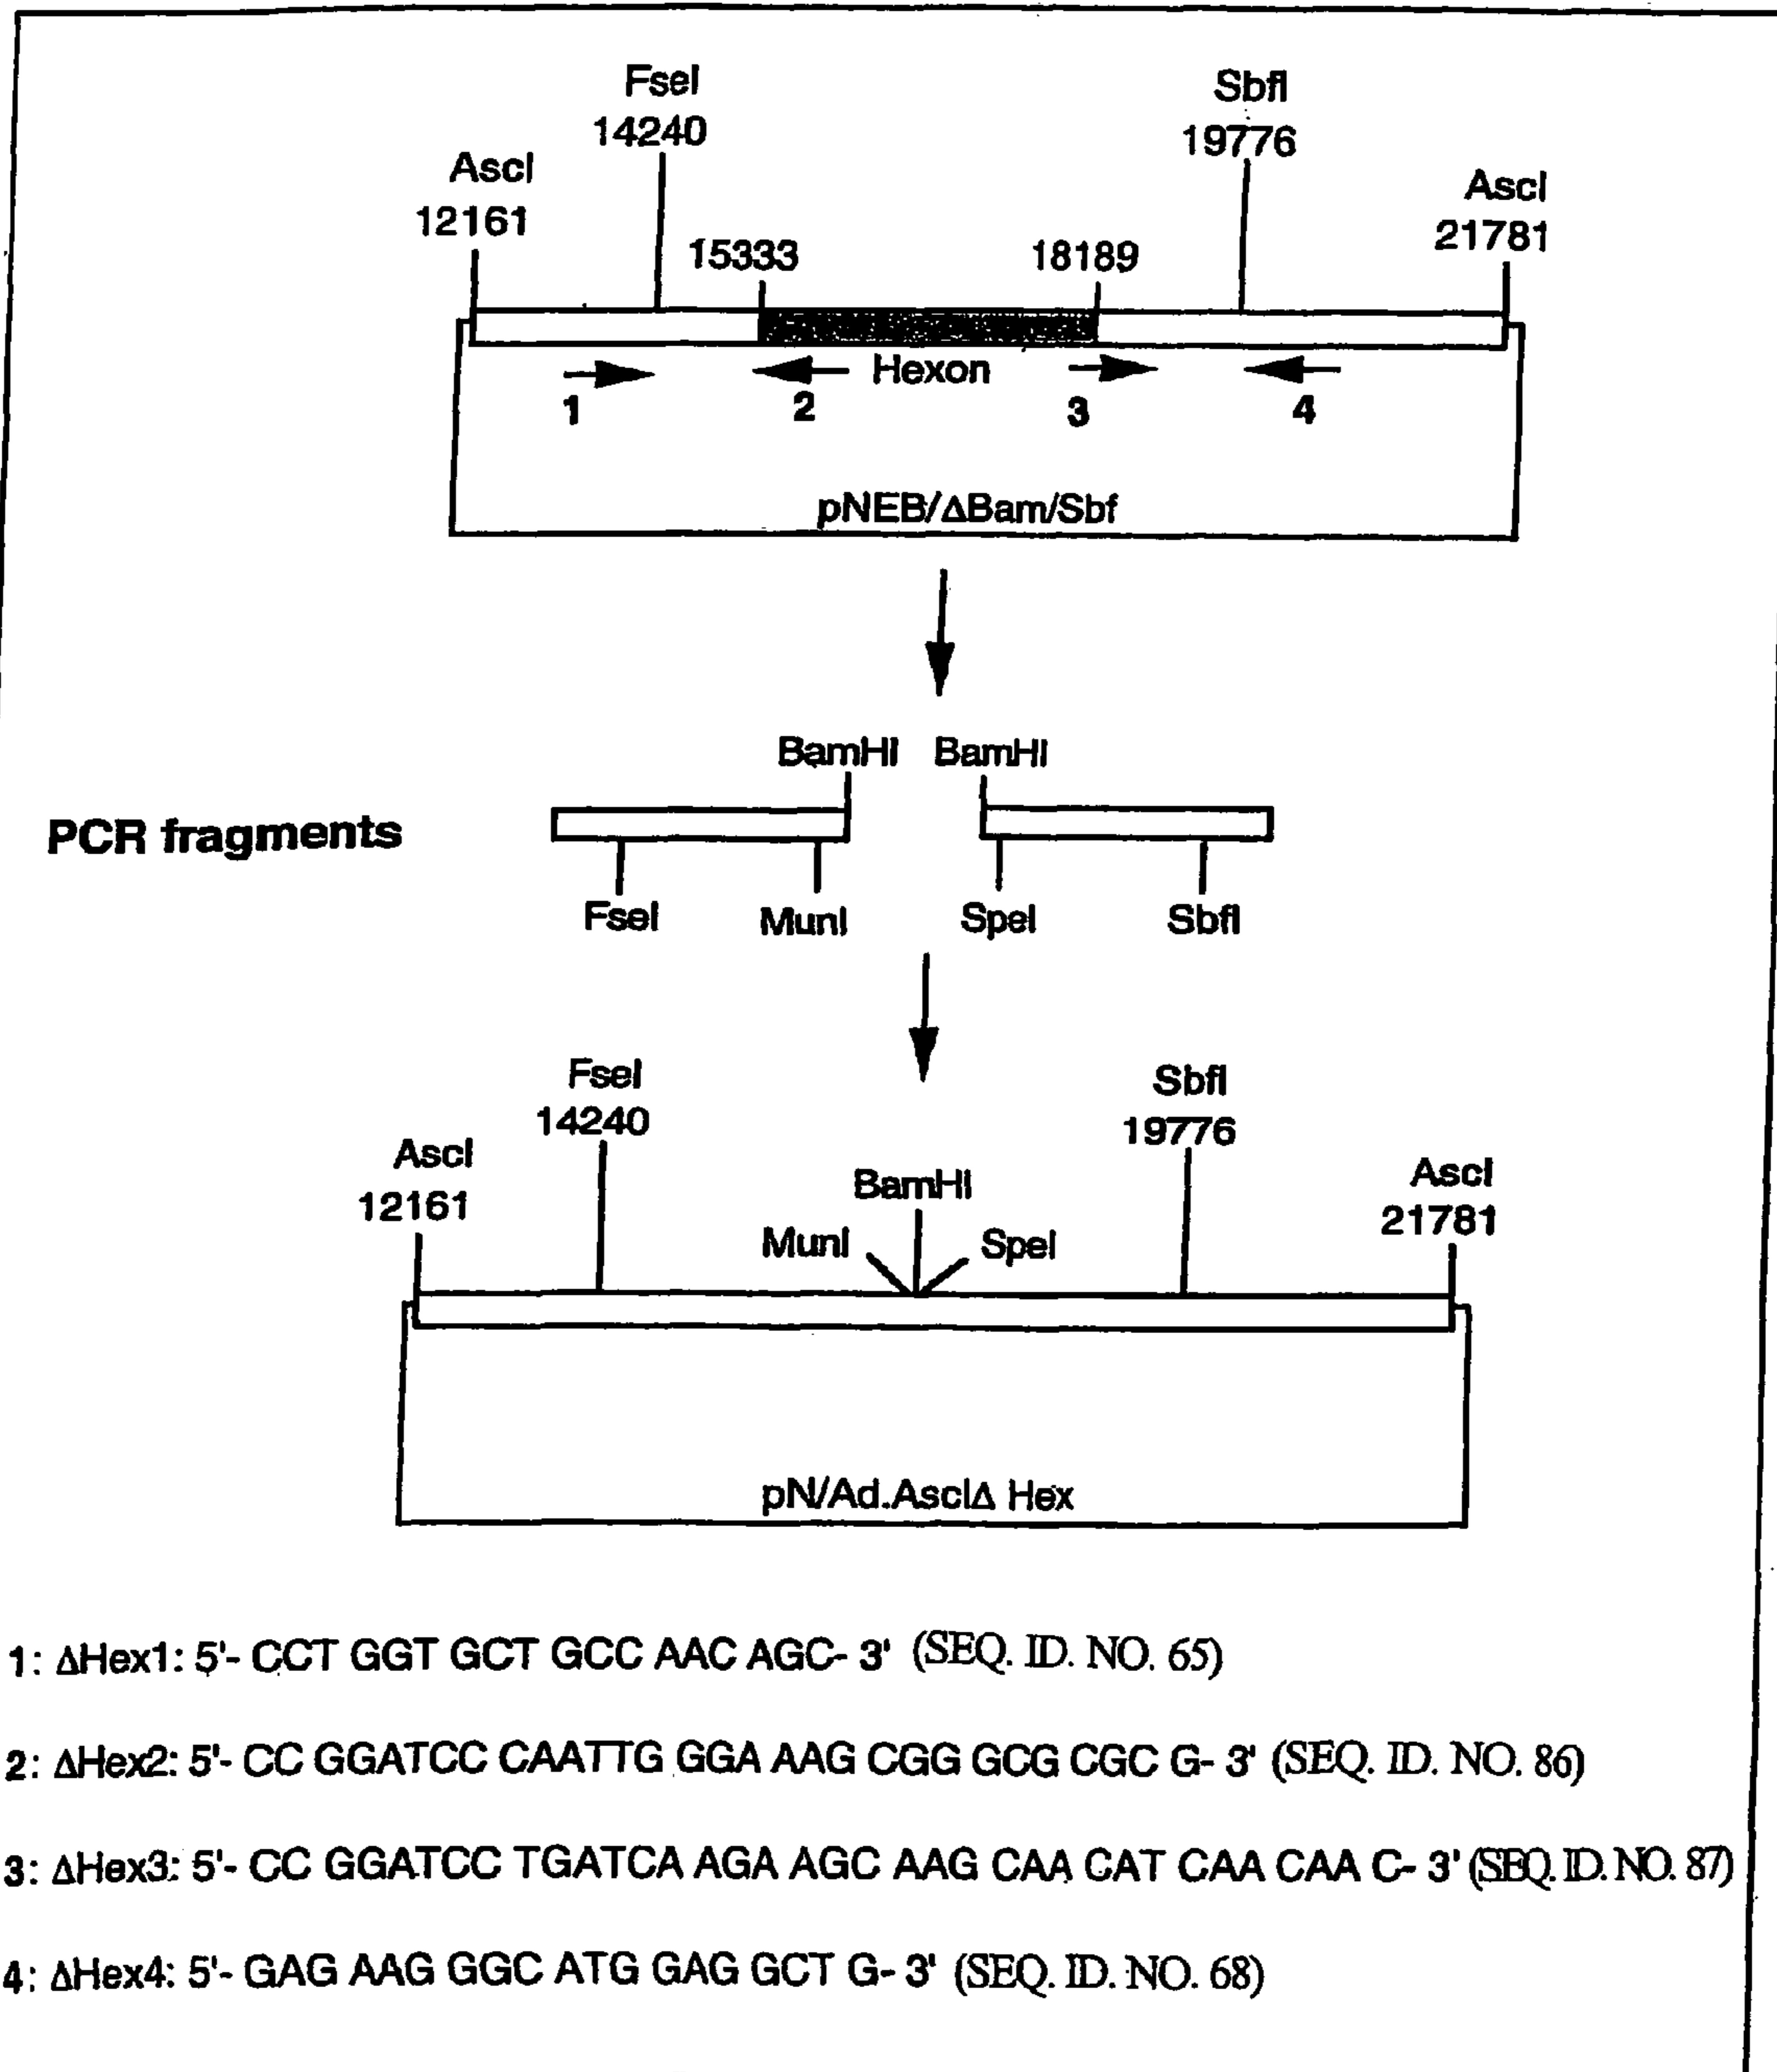 FseI
14240
SbfI
19776
AscI
12161
AscI
21781
15333
18189
Hexon
1
2
3
4
pNEB/ΔBam/Sbf
BamHI BamHI
PCR fragments
FseI
MunI
SpeI
SbfI
FseI
14240
SbfI
19776
AscI
12161
AscI
21781
BamHI
MunI
SpeI
pN/Ad.AscIΔ Hex
1: ΔHex1: 5'- CCT GGT GCT GCC AAC AGC- 3' (SEQ. ID. NO. 65)
2: ΔHex2: 5'- CC GGATCC CAATTG GGA AAG CGG GCG CGC G- 3' (SEQ. ID. NO. 86)
3: ΔHex3: 5'- CC GGATCC TGATCA AGA AGC AAG CAA CAT CAA CAA C- 3' (SEQ. ID. NO. 87)
4: ΔHex4: 5'- GAG AAG GGC ATG GAG GCT G- 3' (SEQ. ID. NO. 68)